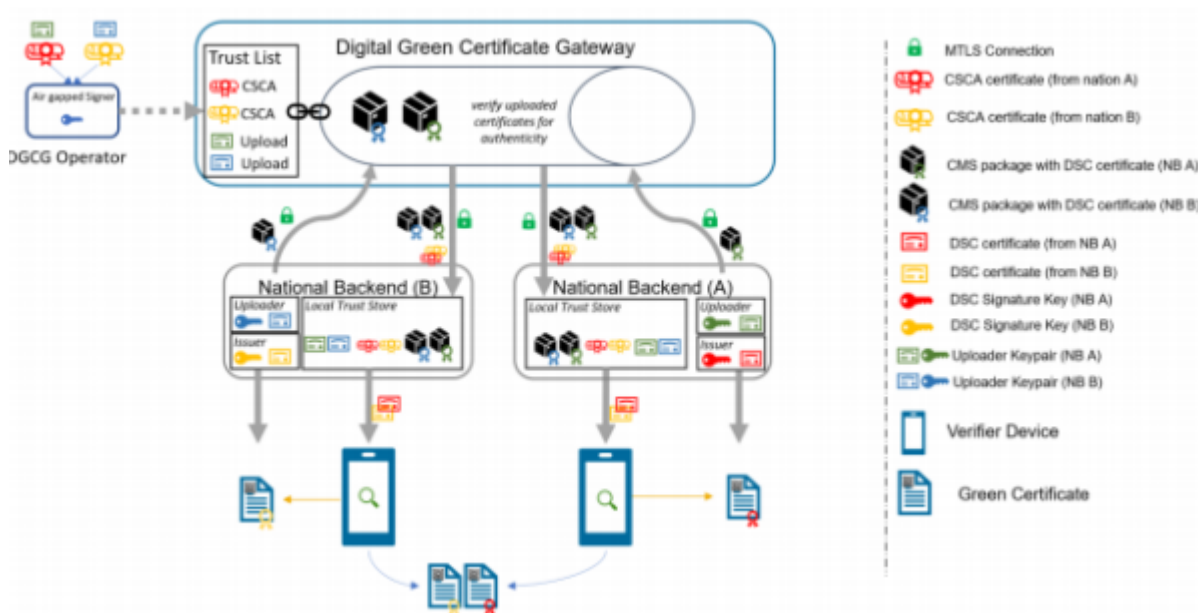 Digital Green Certificate Gateway
Trust List
CSCA
CSCA
Upload
Upload
verify uploaded
certificates for
authenticity
Air gapped Signer
DGCG Operator
National Backend (B)
Uploader
Issuer
Local Trust Store
National Backend (A)
Local Trust Store
Uploader
Issuer
MTLS Connection
CSCA certificate (from nation A)
CSCA certificate (from nation B)
CMS package with DSC certificate (NB A)
CMS package with DSC certificate (NB B)
DSC certificate (from NB A)
DSC certificate (from NB B)
DSC Signature Key (NB A)
DSC Signature Key (NB B)
Uploader Keypair (NB A)
Uploader Keypair (NB B)
Verifier Device
Green Certificate